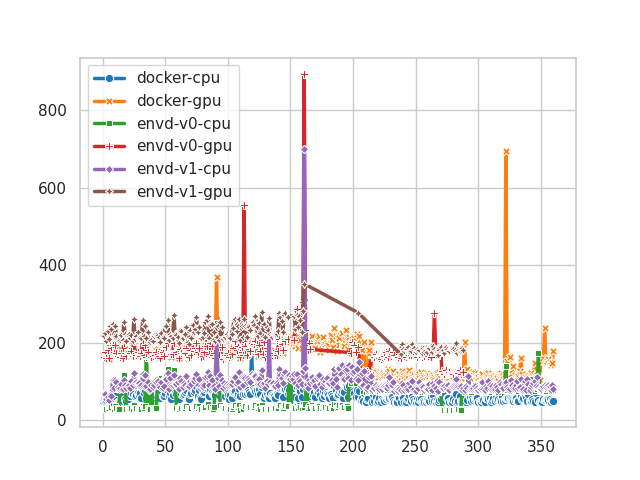 docker-cpu
docker-gpu
envd-v0-cpu
envd-v0-gpu
envd-v1-cpu
envd-v1-gpu
800
600
400
200
0
0 50 100 150 200 250 300 350